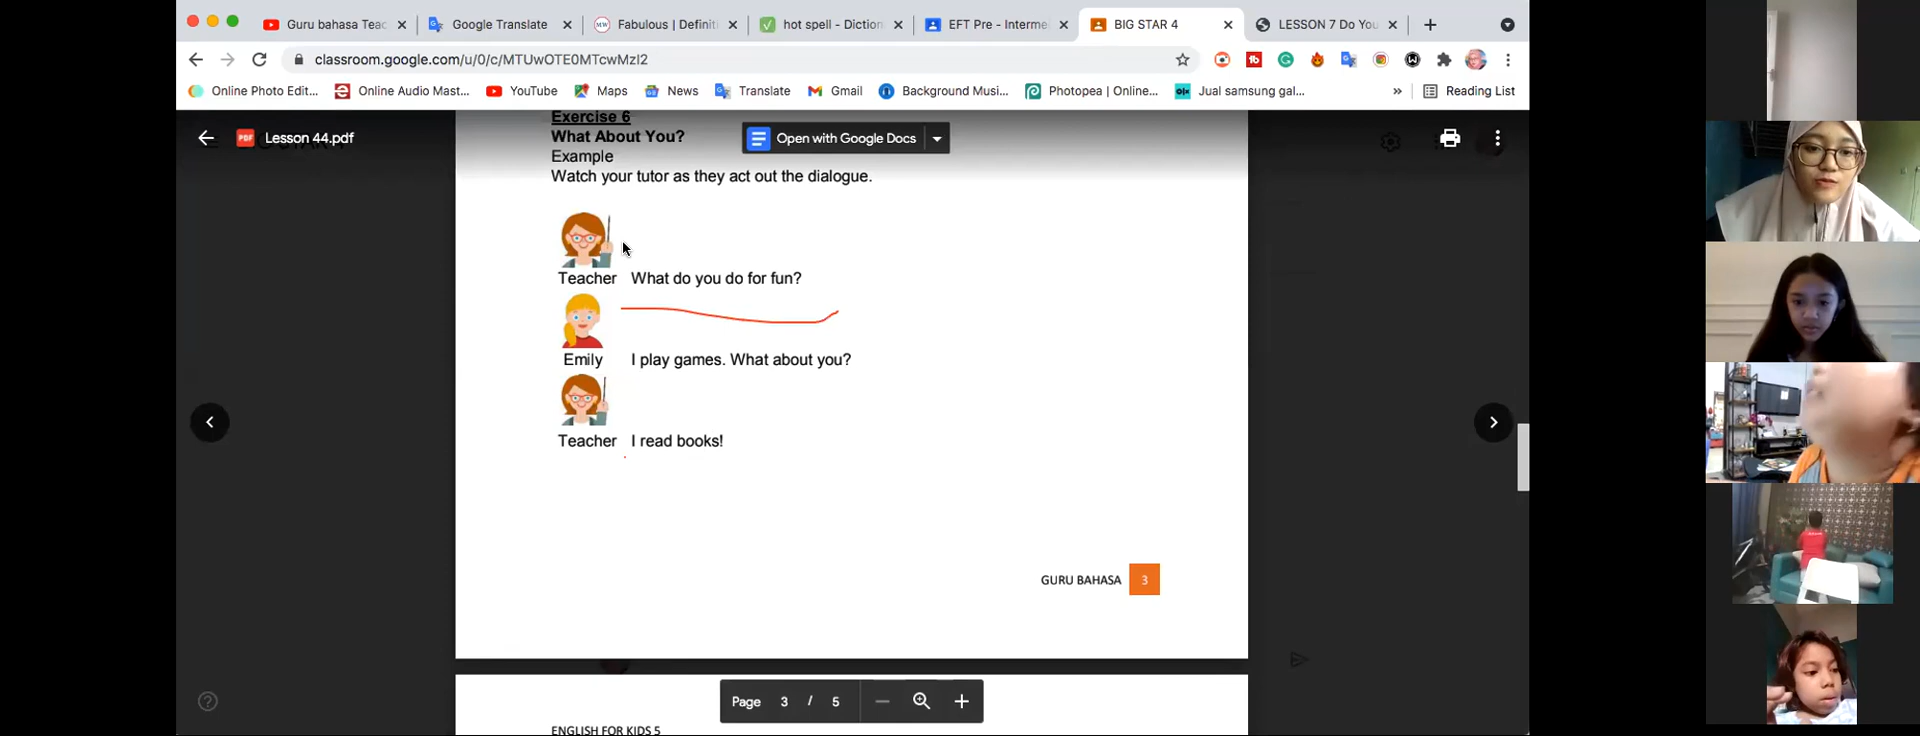 Guru bahasa Teac
Google Translate
Fabulous | Definiti
hot spell - Diction
EFT Pre - Interme
BIG STAR 4
LESSON 7 Do You
classroom.google.com/u/0/c/MTUwOTE0MTcwMzI2
Online Photo Edit...
Online Audio Mast...
YouTube
Maps
News
Translate
Gmail
Background Musi...
Photopea | Online...
Jual samsung gal...
»
Reading List
PDF
Lesson 44.pdf
Open with Google Docs
Exercise 6
What About You?
Example
Watch your tutor as they act out the dialogue.
Teacher What do you do for fun?
Emily I play games. What about you?
Teacher I read books!
GURU BAHASA 3
Page 3 / 5
ENGLISH FOR KIDS 5